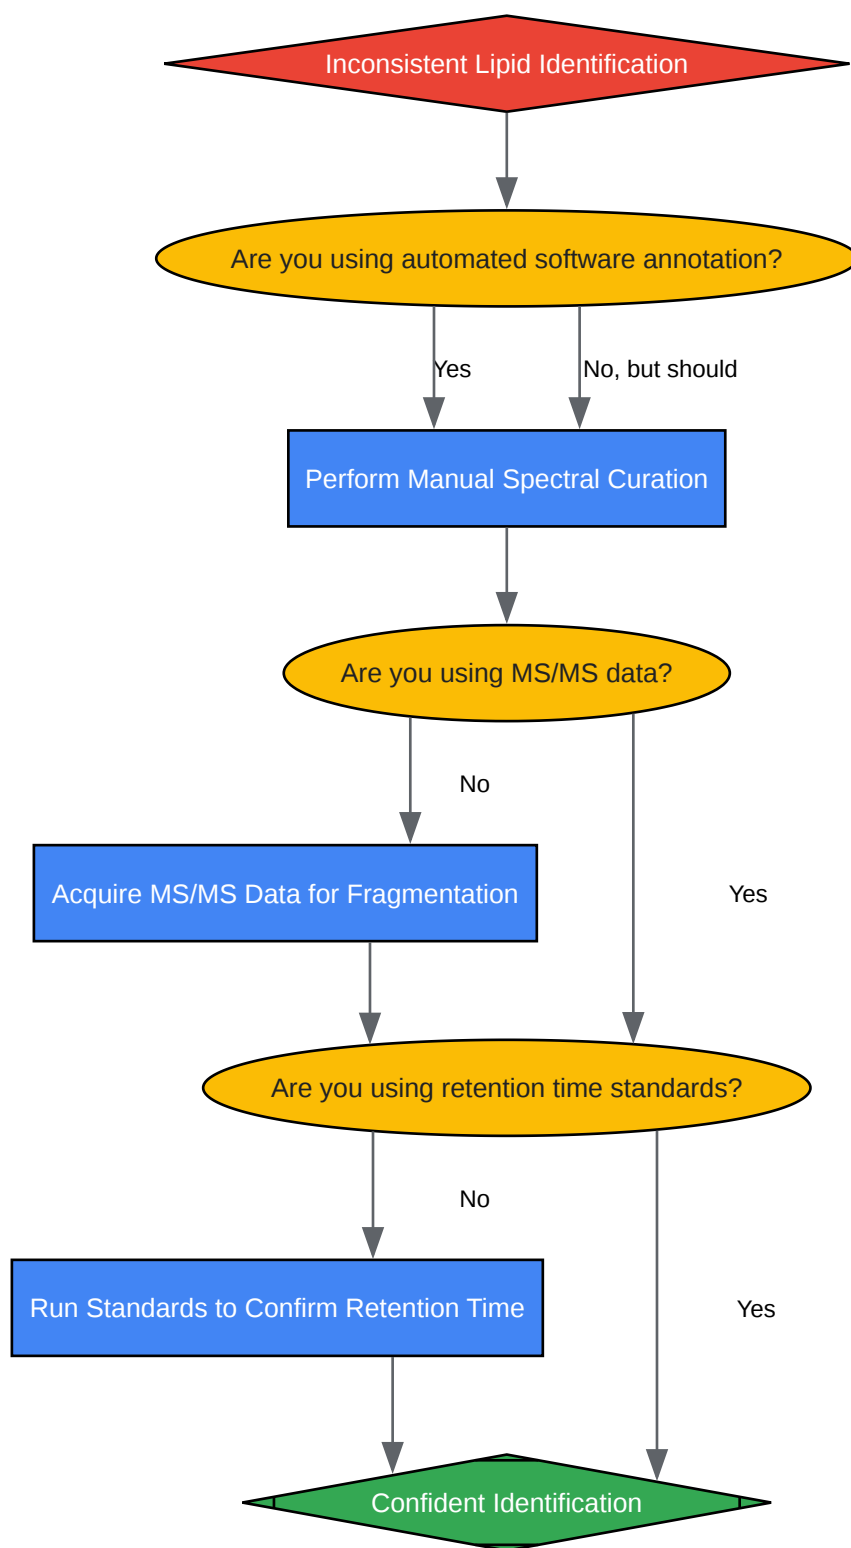 Inconsistent Lipid Identification
Are you using automated software annotation?
Yes
No, but should
Perform Manual Spectral Curation
Are you using MS/MS data?
No
Acquire MS/MS Data for Fragmentation
Yes
Are you using retention time standards?
No
Run Standards to Confirm Retention Time
Yes
Confident Identification